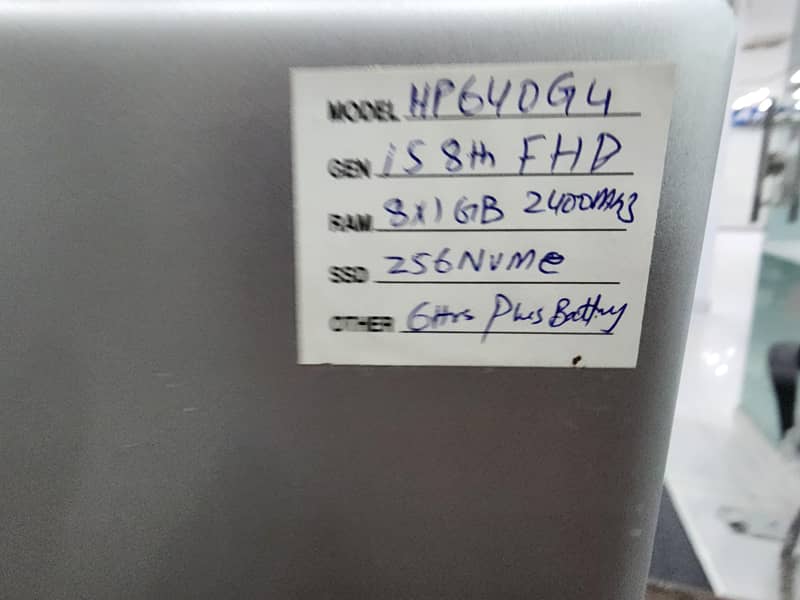 MODEL HP640G4
GEN i5 8th FHD
RAM 8x1GB 2400Mhz
SSD 256NVMe
OTHER 6Hrs Plus Battry